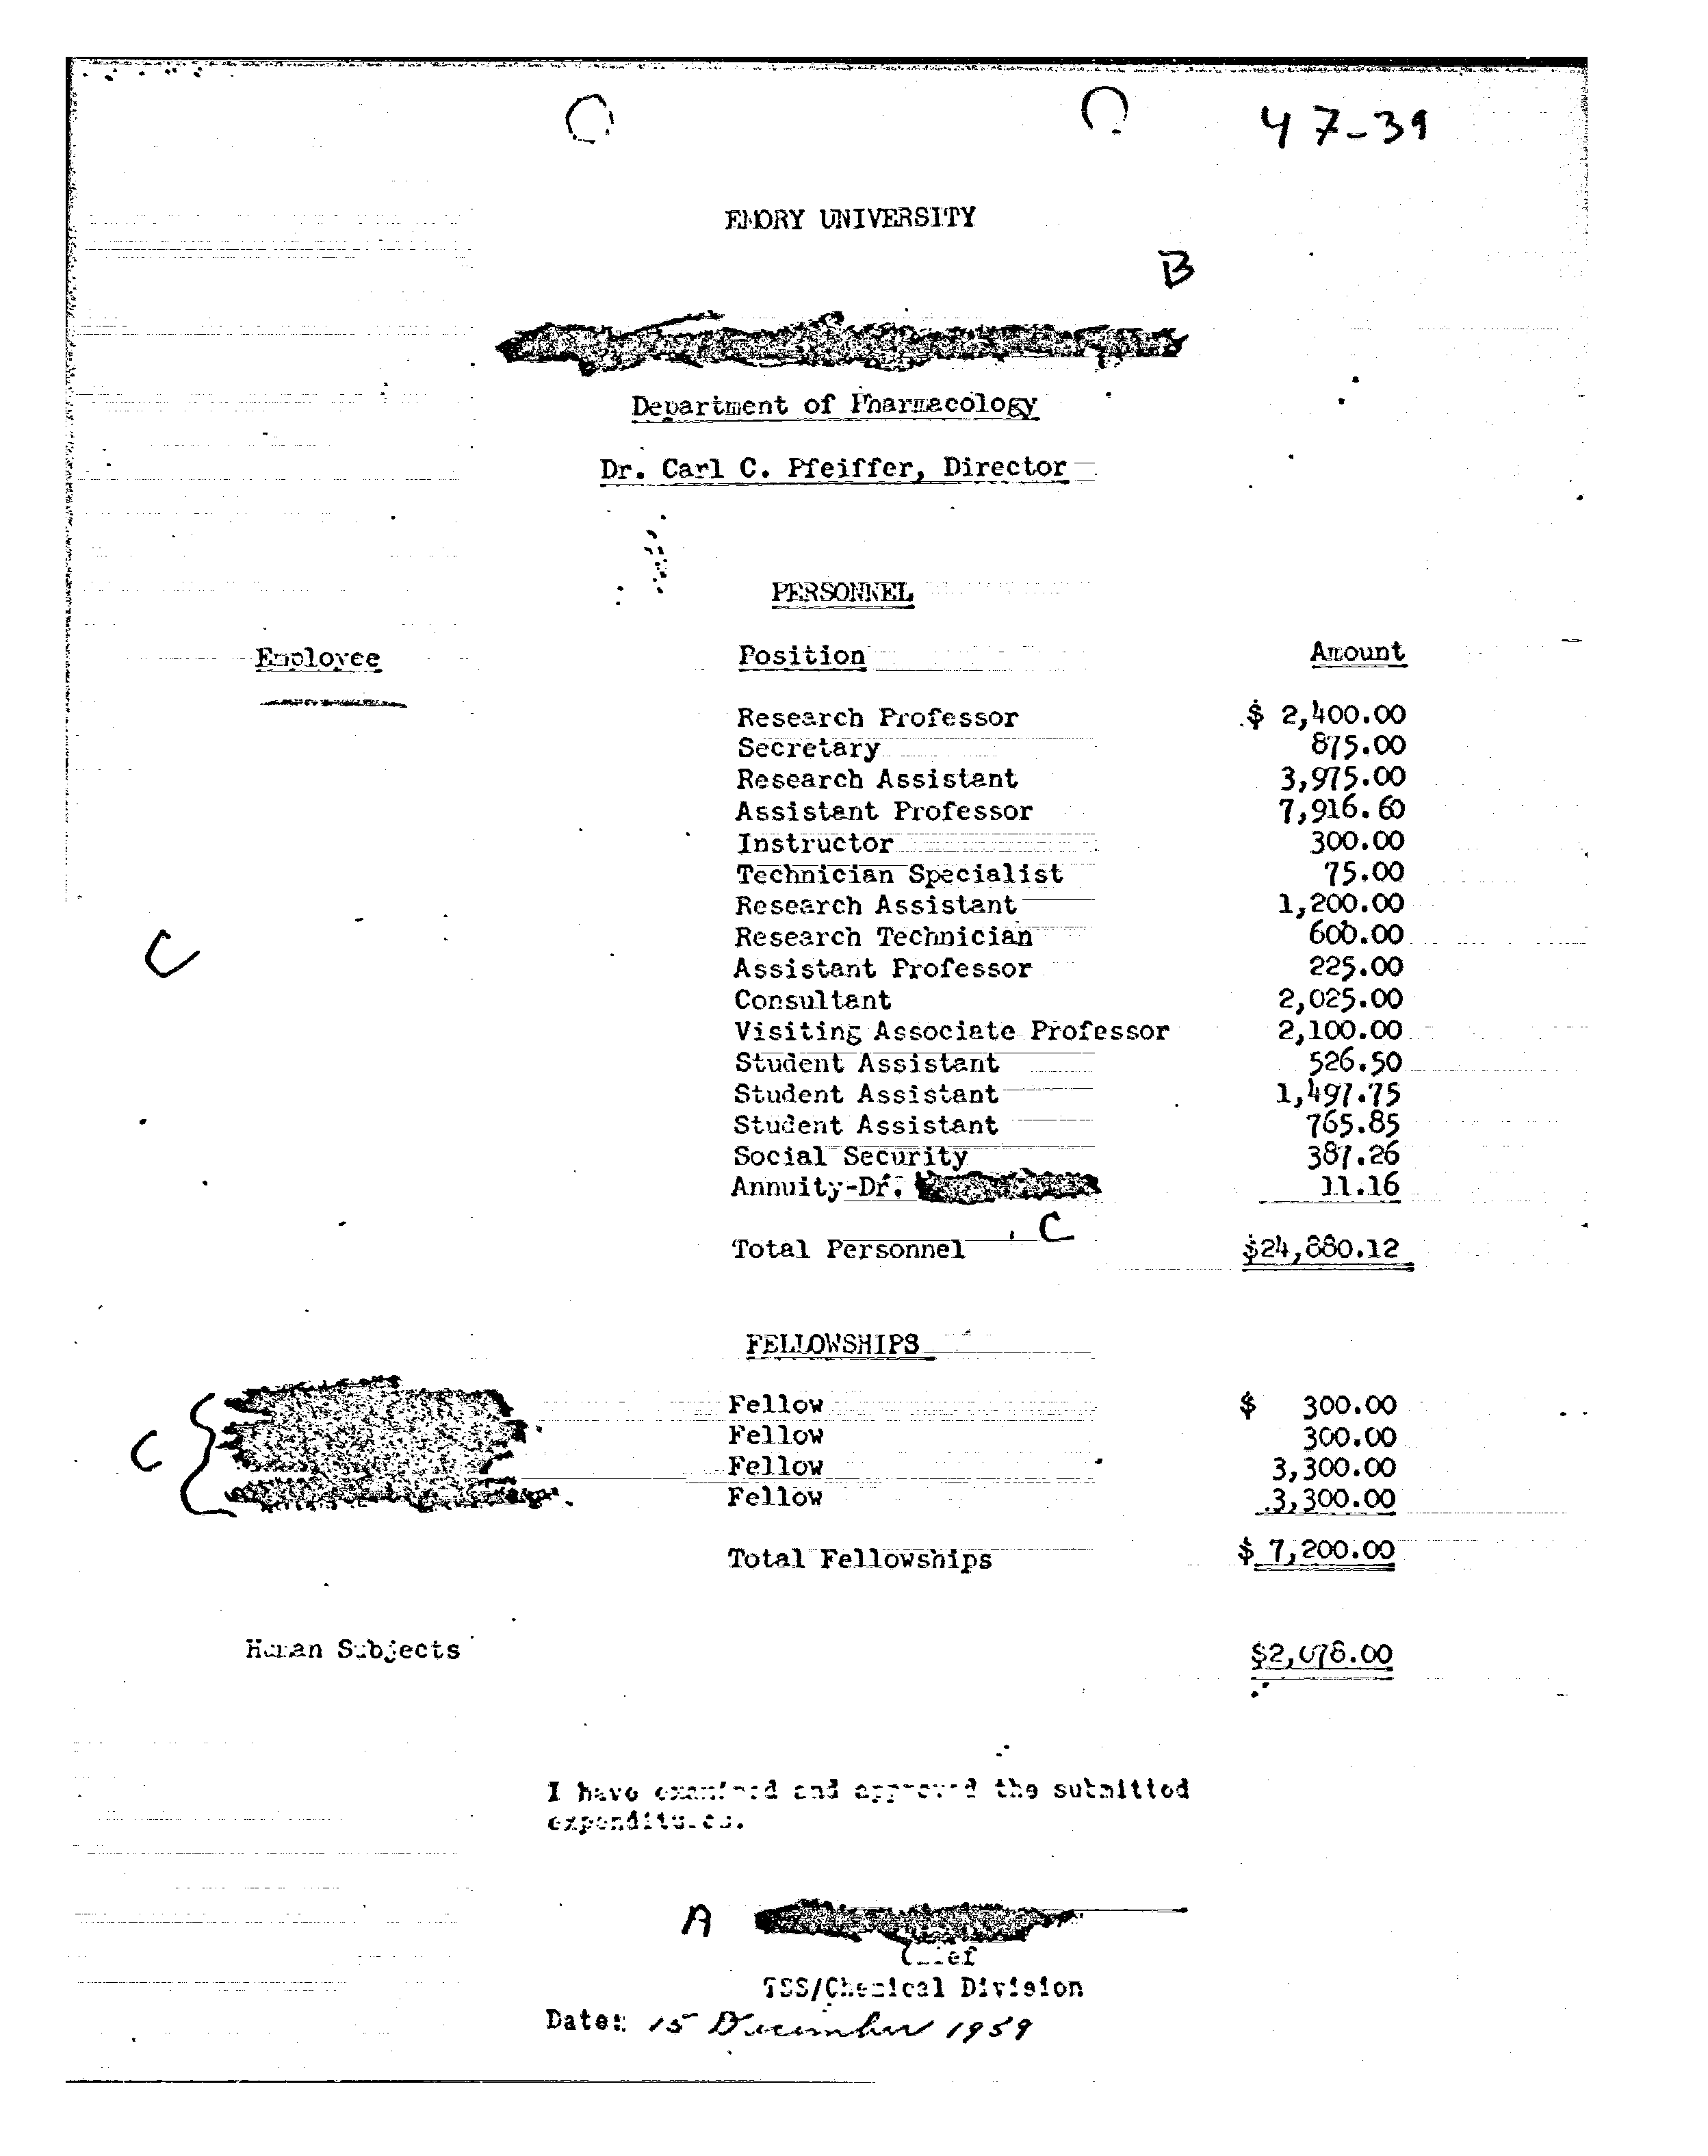 47-39
EMORY UNIVERSITY
B
Department of Pharmacology
Dr. Carl C. Pfeiffer, Director
PERSONNEL
Employee Position Amount
Research Professor $ 2,400.00
Secretary 875.00
Research Assistant 3,975.00
Assistant Professor 7,916.60
Instructor 300.00
Technician Specialist 75.00
Research Assistant 1,200.00
Research Technician 600.00
C
Assistant Professor 225.00
Consultant 2,025.00
Visiting Associate Professor 2,100.00
Student Assistant 526.50
Student Assistant 1,497.75
Student Assistant 765.85
Social Security 387.26
Annuity-Dr. 11.16
C
Total Personnel $24,880.12
FELLOWSHIPS
Fellow $ 300.00
Fellow 300.00
C
Fellow 3,300.00
Fellow 3,300.00
Total Fellowships $ 7,200.00
Human Subjects $2,078.00
I have examined and approved the submitted
expenditures.
A
Chief
TSS/Chemical Division
Date: 15 December 1959